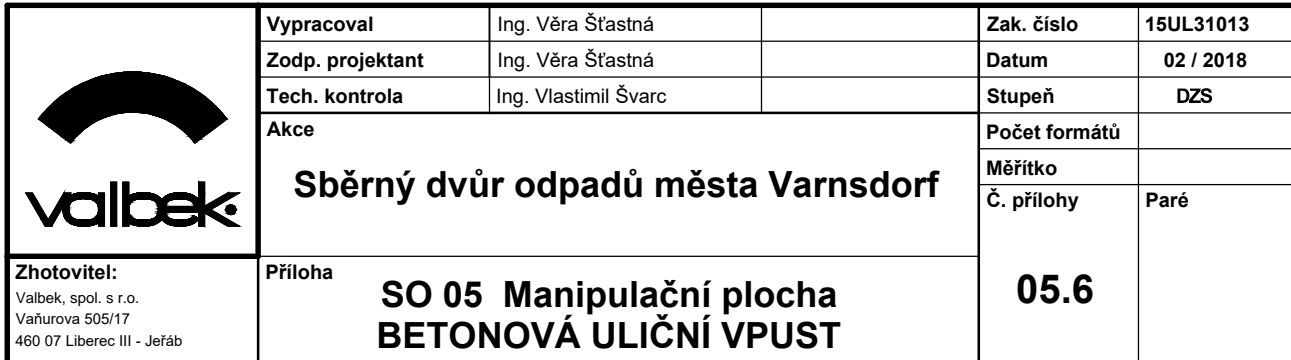 valbek
Vypracoval Ing. Věra Šťastná
Zodp. projektant Ing. Věra Šťastná
Tech. kontrola Ing. Vlastimil Švarc
Akce
Sběrný dvůr odpadů města Varnsdorf
Zak. číslo 15UL31013
Datum 02 / 2018
Stupeň DZS
Počet formátů
Měřítko
Č. přílohy Paré
05.6
Zhotovitel:
Valbek, spol. s r.o.
Vaňurova 505/17
460 07 Liberec III - Jeřáb
Příloha
SO 05 Manipulační plocha
BETONOVÁ ULIČNÍ VPUST